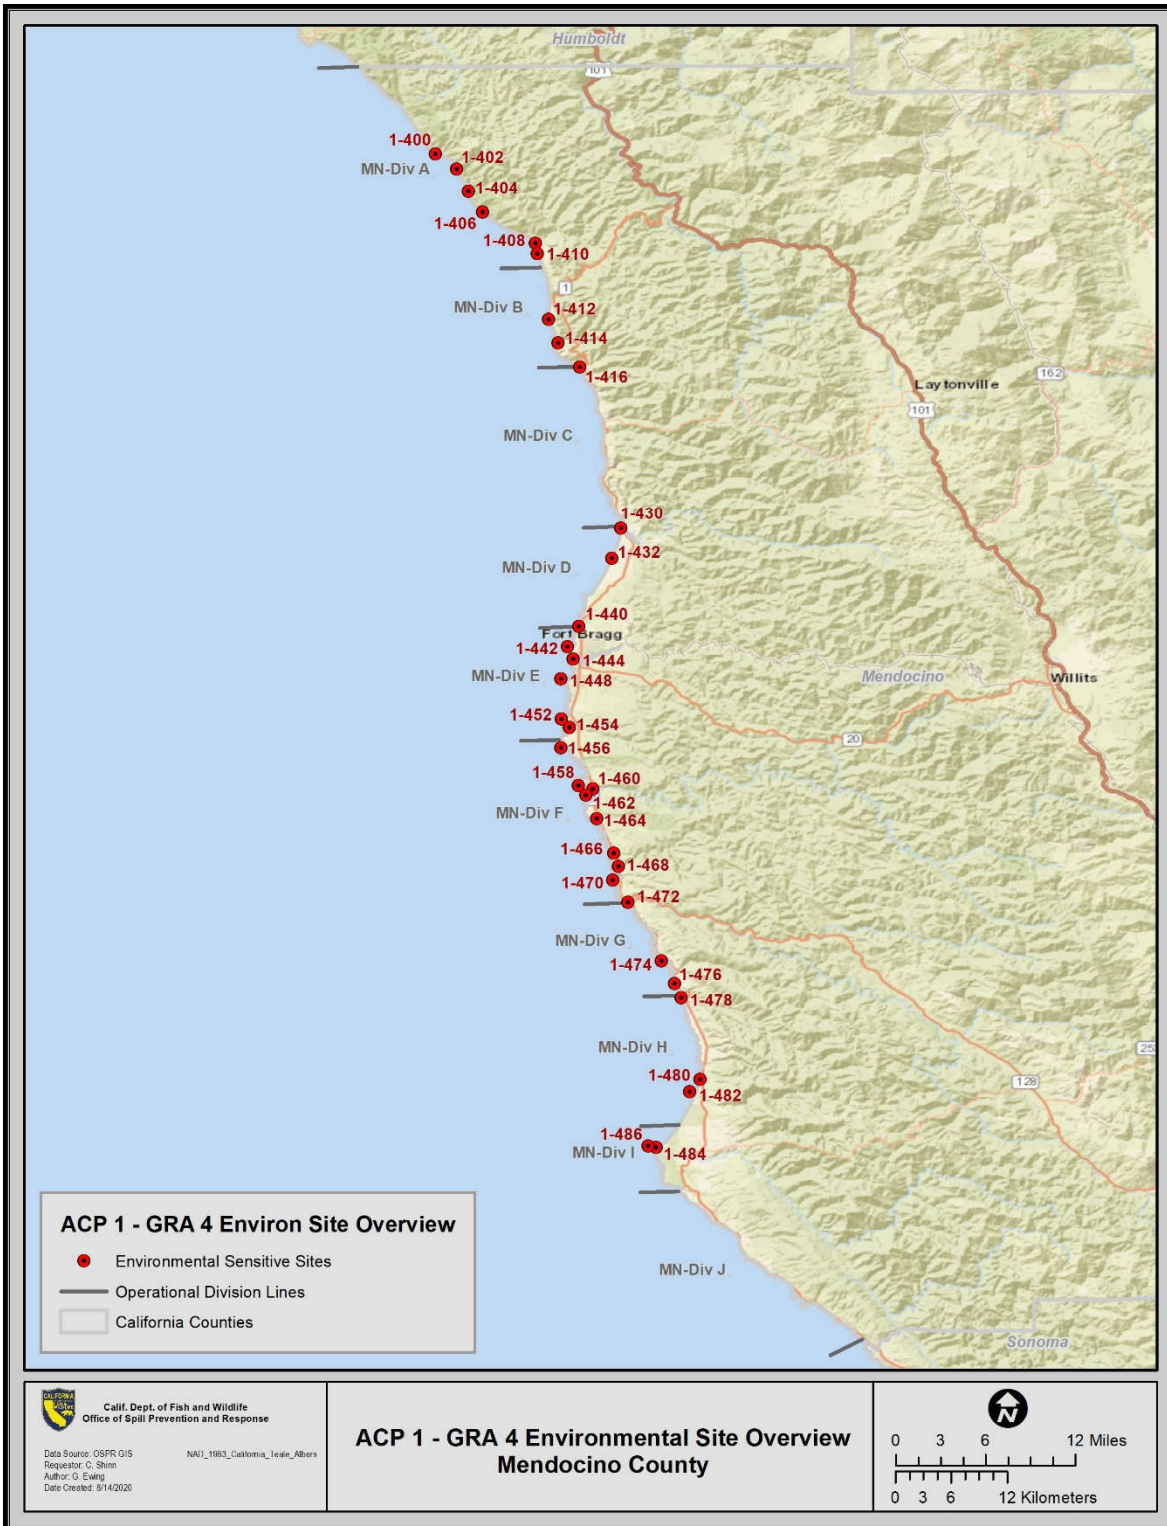 Humboldt
101
1-400
1-402
MN-Div A
1-404
1-406
1-408
1-410
1
MN-Div B
1-412
1-414
1-416
162
Laytonville
101
MN-Div C
1-430
1-432
MN-Div D
1-440
Fort Bragg
1-442
1-444
MN-Div E
1-448
Mendocino
Willits
1-452
1-454
20
1-456
1-458
1-460
1-462
MN-Div F
1-464
1-466
1-468
1-470
1-472
MN-Div G
1-474
1-476
1-478
MN-Div H
253
1-480
128
1-482
1-486
MN-Div I
1-484
MN-Div J
Sonoma
ACP 1 - GRA 4 Environ Site Overview
Environmental Sensitive Sites
Operational Division Lines
California Counties
CALIFORNIA
Calif. Dept. of Fish and Wildlife
Office of Spill Prevention and Response
Data Source: OSPR GIS NAD_1983_California_Teale_Albers
Requestor: C. Shinn
Author: G. Ewing
Date Created: 8/14/2020
ACP 1 - GRA 4 Environmental Site Overview
Mendocino County
N
0 3 6 12 Miles
0 3 6 12 Kilometers